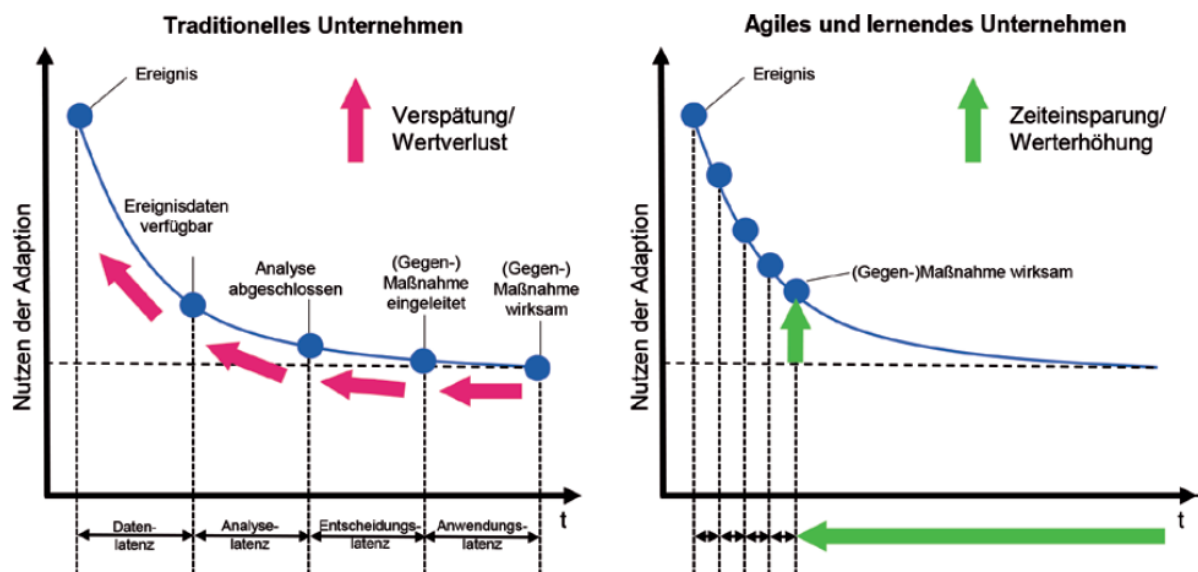 Traditionelles Unternehmen
Nutzen der Adaption
Ereignis
Verspätung/
Wertverlust
Ereignisdaten
verfügbar
Analyse
abgeschlossen
(Gegen-)
Maßnahme
eingeleitet
(Gegen-)
Maßnahme
wirksam
t
Daten-
latenz
Analyse-
latenz
Entscheidungs-
latenz
Anwendungs-
latenz
Agiles und lernendes Unternehmen
Nutzen der Adaption
Ereignis
Zeiteinsparung/
Werterhöhung
(Gegen-)Maßnahme wirksam
t